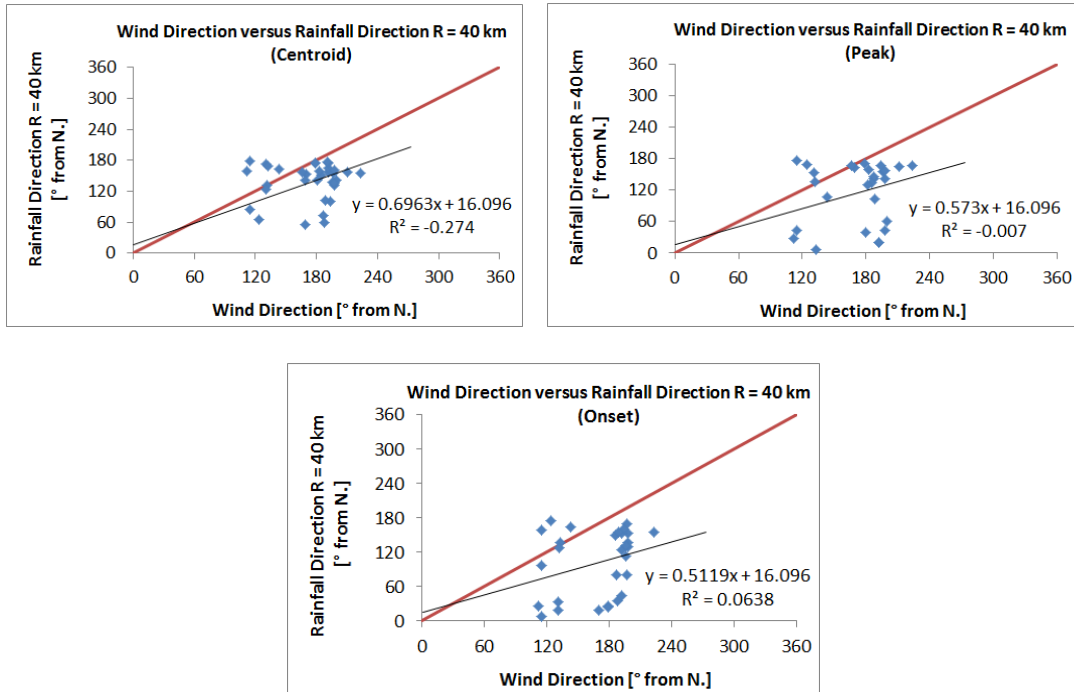 Wind Direction versus Rainfall Direction R = 40 km
(Centroid)
Rainfall Direction R = 40 km
[° from N.]
360
300
240
180
120
60
0
y = 0.6963x + 16.096
R² = -0.274
0 60 120 180 240 300 360
Wind Direction [° from N.]
Wind Direction versus Rainfall Direction R = 40 km
(Peak)
Rainfall Direction R = 40 km
[° from N.]
360
300
240
180
120
60
0
y = 0.573x + 16.096
R² = -0.007
0 60 120 180 240 300 360
Wind Direction [° from N.]
Wind Direction versus Rainfall Direction R = 40 km
(Onset)
Rainfall Direction R = 40 km
[° from N.]
360
300
240
180
120
60
0
y = 0.5119x + 16.096
R² = 0.0638
0 60 120 180 240 300 360
Wind Direction [° from N.]